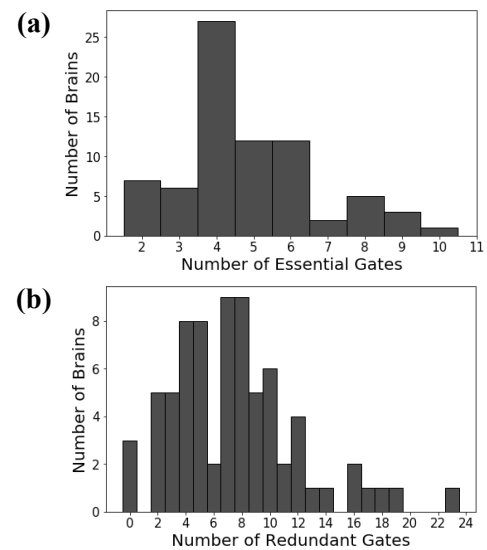 (a)
Number of Brains
25
20
15
10
5
0
2 3 4 5 6 7 8 9 10 11
Number of Essential Gates
(b)
Number of Brains
8
6
4
2
0
0 2 4 6 8 10 12 14 16 18 20 22 24
Number of Redundant Gates